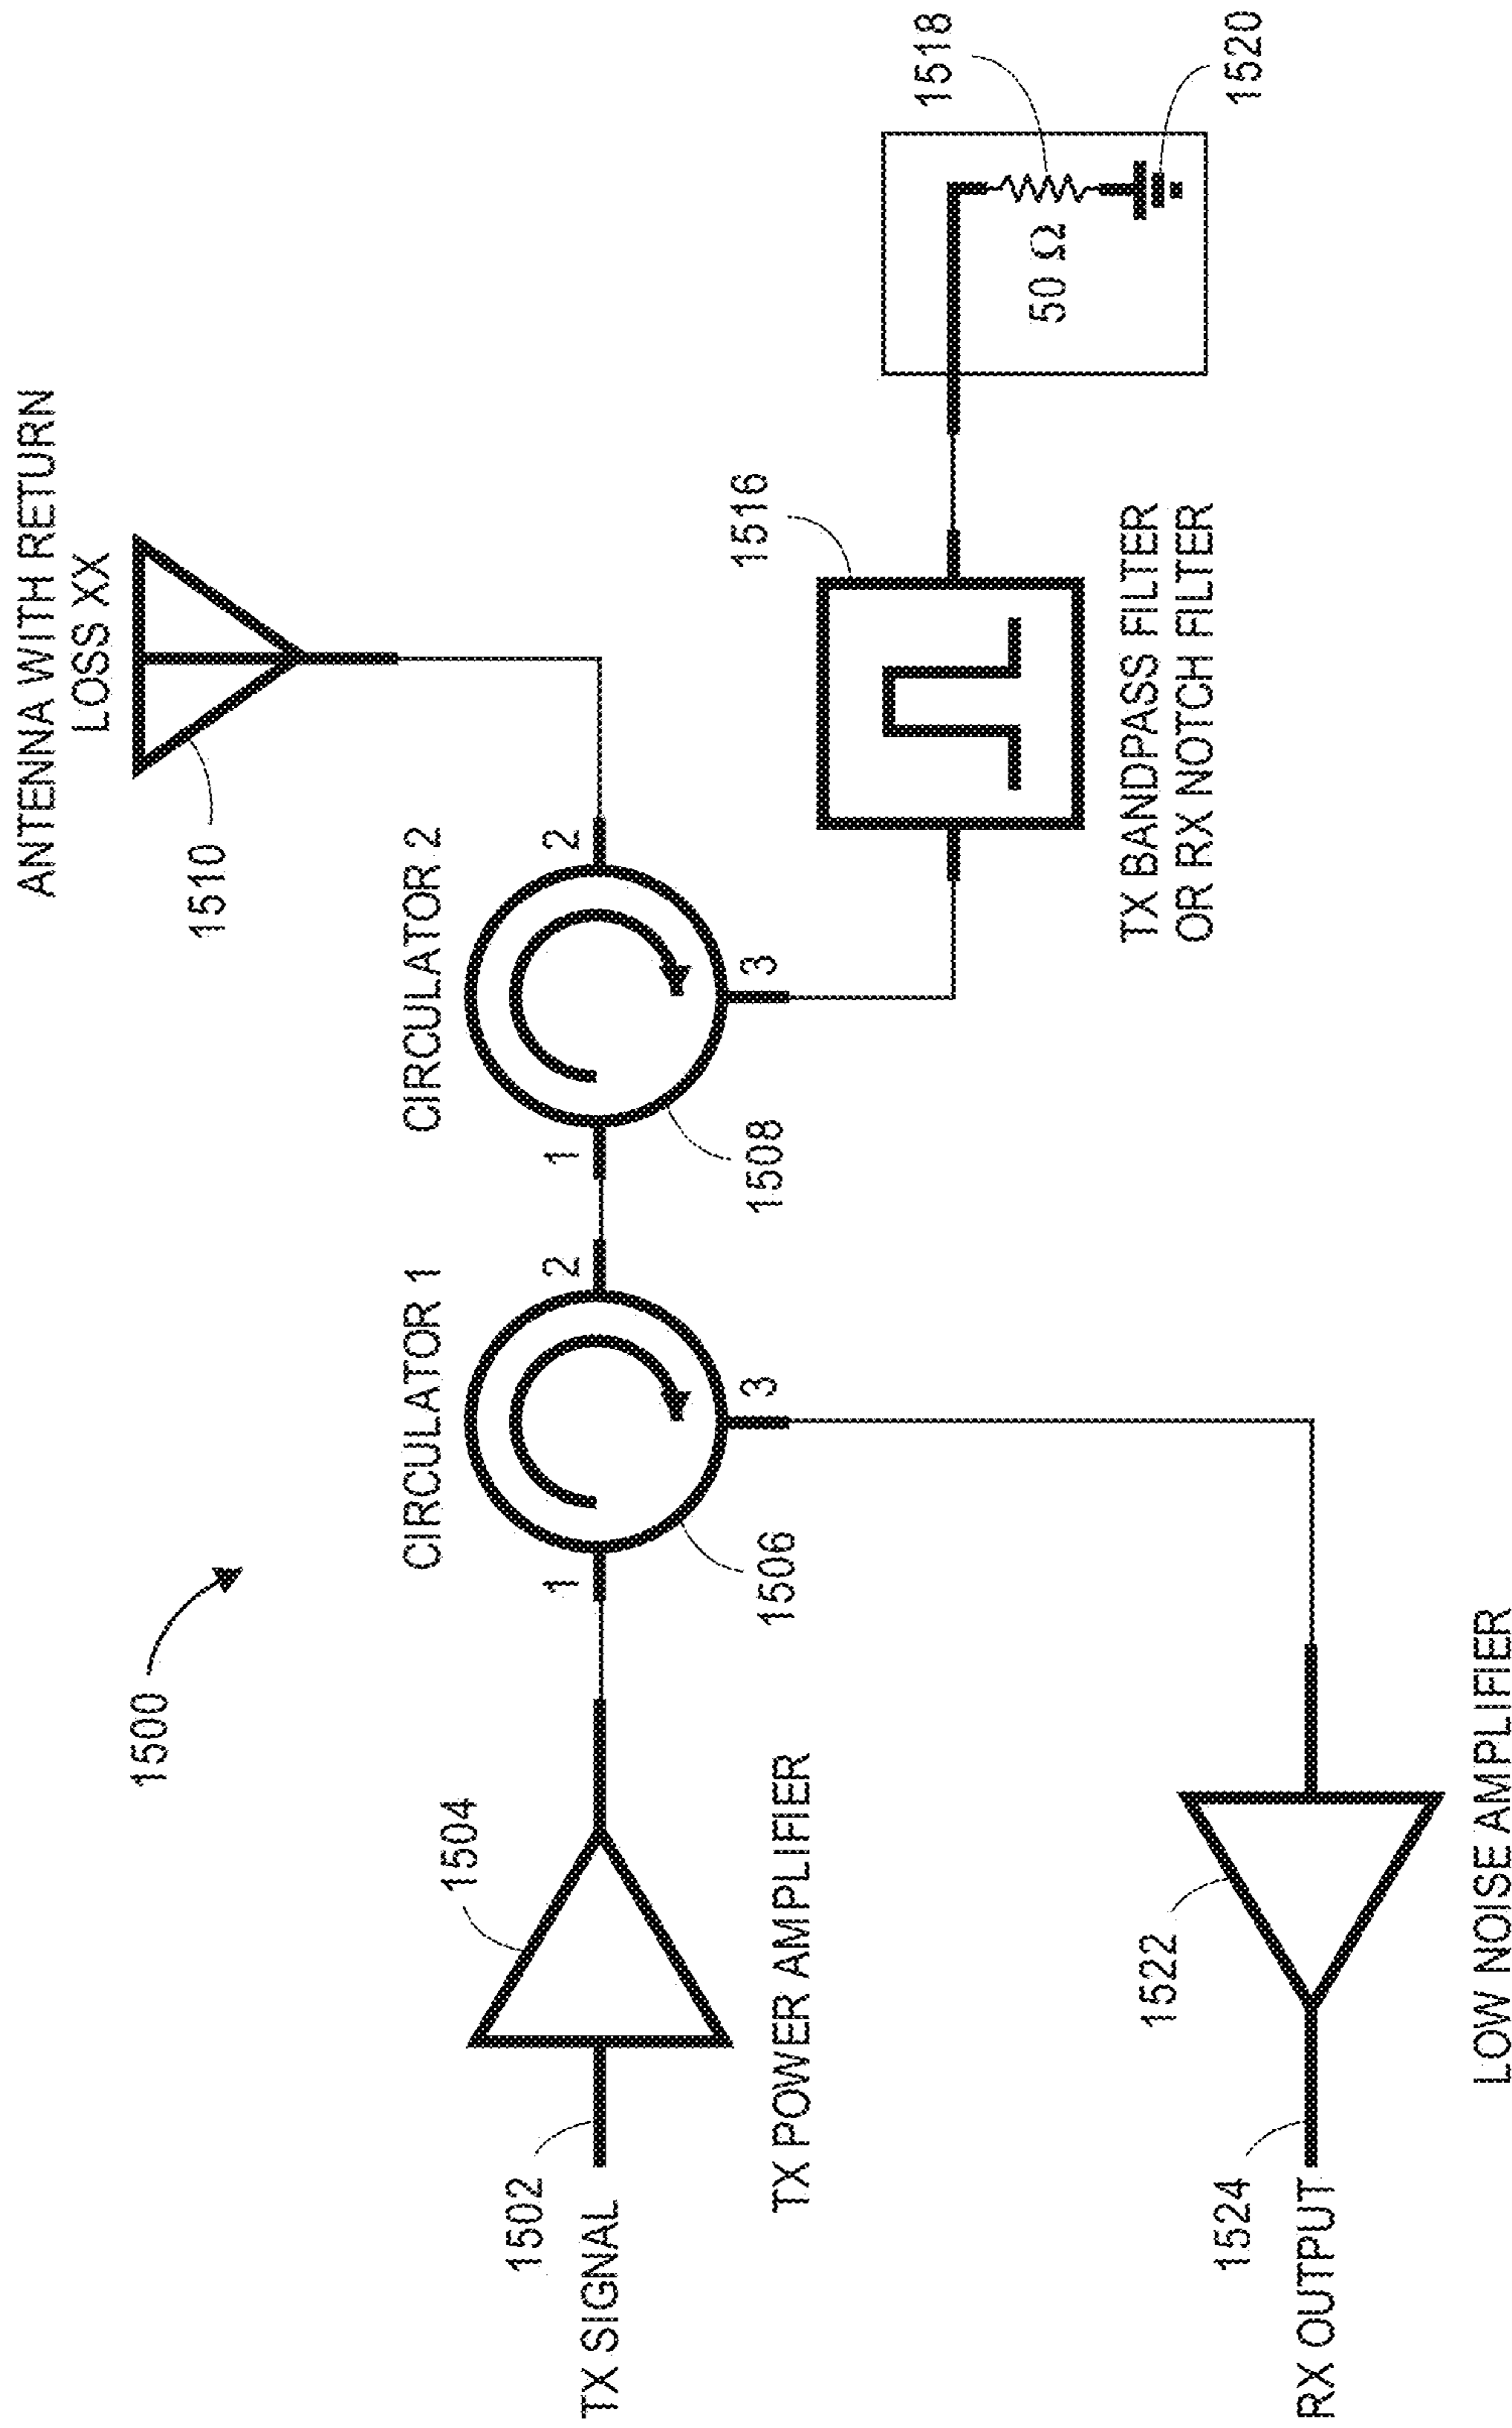 1500
ANTENNA WITH RETURN
LOSS XX
1510
CIRCULATOR 1
CIRCULATOR 2
1504
1
2
1
2
1502
TX SIGNAL
TX POWER AMPLIFIER
1506
3
1508
3
1516
1518
50 Ω
1520
TX BANDPASS FILTER
OR RX NOTCH FILTER
1522
1524
RX OUTPUT
LOW NOISE AMPLIFIER